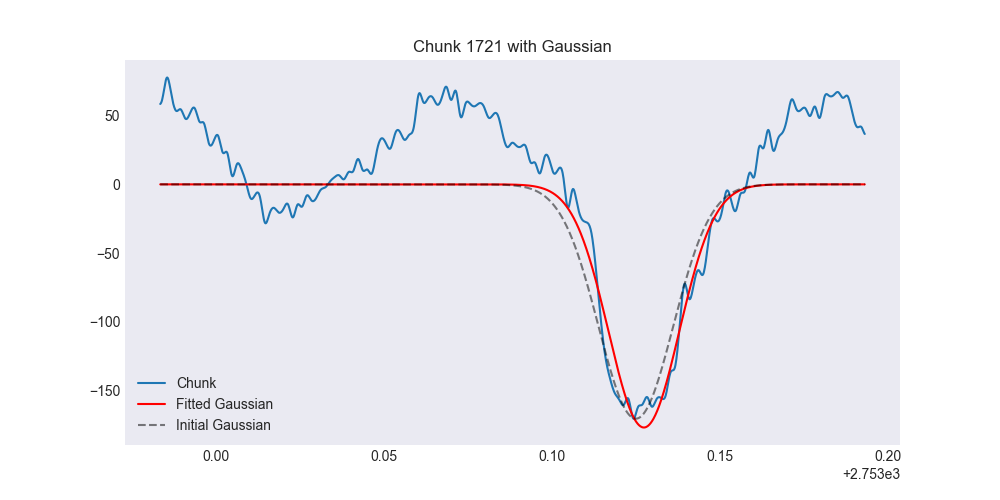 Chunk 1721 with Gaussian
50
0
−50
−100
−150
Chunk
Fitted Gaussian
Initial Gaussian
0.00 0.05 0.10 0.15 0.20
+2.753e3